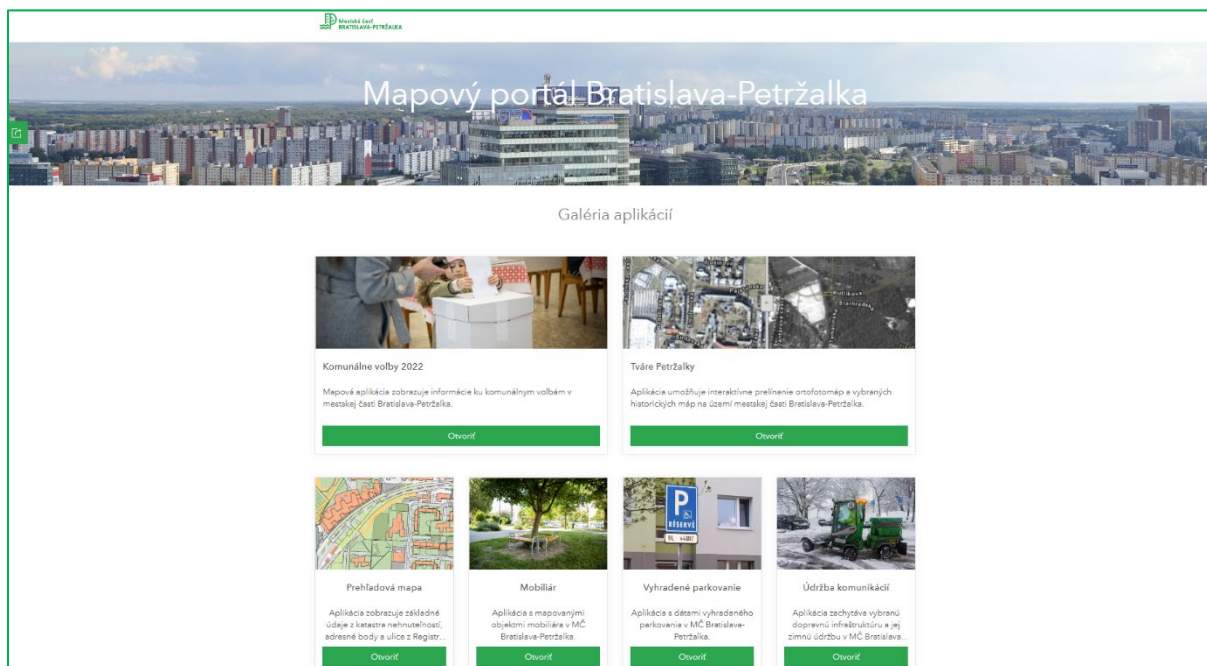 Mestská časť
BRATISLAVA-PETRŽALKA
Mapový portál Bratislava-Petržalka
Galéria aplikácií
Komunálne voľby 2022
Mapová aplikácia zobrazuje informácie ku komunálnym voľbám v
mestskej časti Bratislava-Petržalka.
Otvoriť
Tváre Petržalky
Aplikácia umožňuje interaktívne prelínanie ortofotomáp a vybraných
historických máp na území mestskej časti Bratislava-Petržalka.
Otvoriť
Prehľadová mapa
Aplikácia zobrazuje základné
údaje z katastra nehnuteľností,
adresné body a ulice z Registr...
Otvoriť
Mobiliár
Aplikácia s mapovanými
objektmi mobiliára v MČ
Bratislava-Petržalka.
Otvoriť
P
RÉSERVÉ
Vyhradené parkovanie
Aplikácia s dátami vyhradeného
parkovania v MČ Bratislava-
Petržalka.
Otvoriť
Údržba komunikácií
Aplikácia zachytáva vybranú
dopravnú infraštruktúru a jej
zimnú údržbu v MČ Bratislava...
Otvoriť